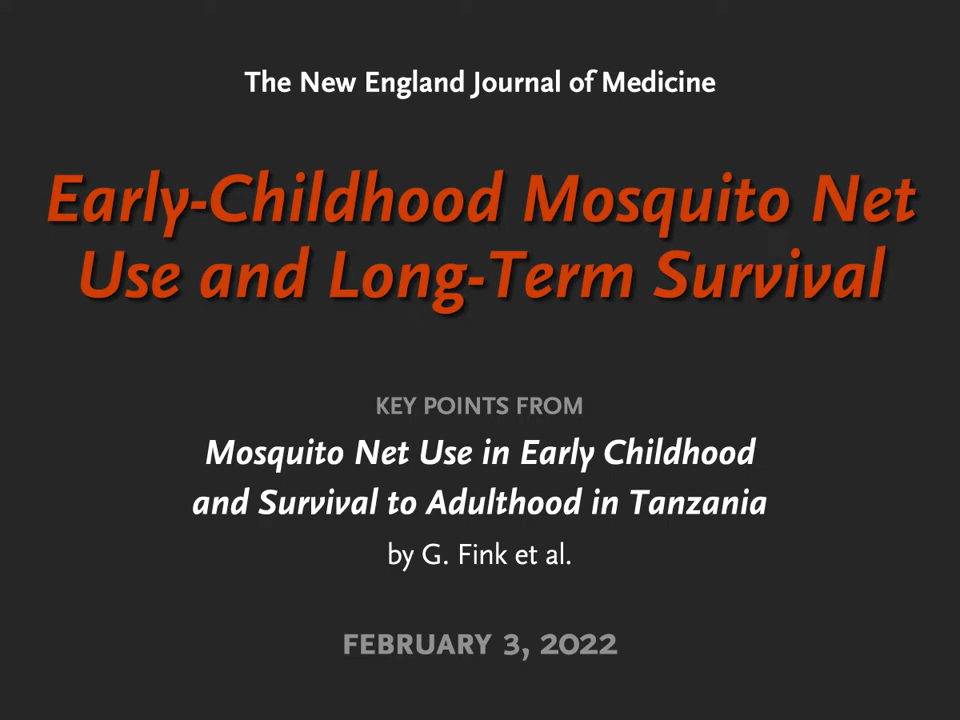 The New England Journal of Medicine
Early-Childhood Mosquito Net
Use and Long-Term Survival
KEY POINTS FROM
Mosquito Net Use in Early Childhood
and Survival to Adulthood in Tanzania
by G. Fink et al.
FEBRUARY 3, 2022